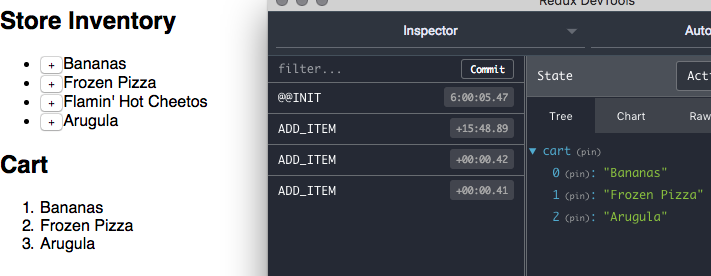 Store Inventory
+ Bananas
+ Frozen Pizza
+ Flamin' Hot Cheetos
+ Arugula
Cart
1. Bananas
2. Frozen Pizza
3. Arugula
Redux DevTools
Inspector
filter...
Commit
@@INIT 6:00:05.47
ADD_ITEM +15:48.89
ADD_ITEM +00:00.42
ADD_ITEM +00:00.41
State
Tree Chart Raw
cart (pin)
0 (pin): "Bananas"
1 (pin): "Frozen Pizza"
2 (pin): "Arugula"